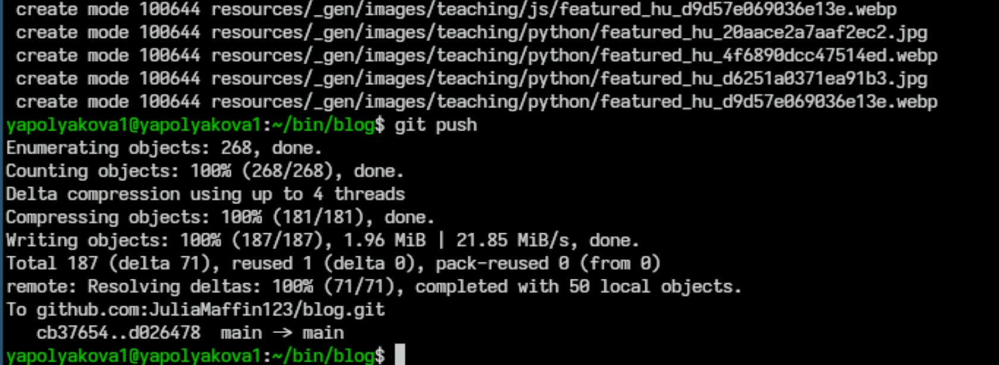 create mode 100644 resources/_gen/images/teaching/js/featured_hu_d9d57e069036e13e.webp
create mode 100644 resources/_gen/images/teaching/python/featured_hu_20aace2a7aaf2ec2.jpg
create mode 100644 resources/_gen/images/teaching/python/featured_hu_4f6890dcc47514ed.webp
create mode 100644 resources/_gen/images/teaching/python/featured_hu_d6251a0371ea91b3.jpg
create mode 100644 resources/_gen/images/teaching/python/featured_hu_d9d57e069036e13e.webp
yapolyakova1@yapolyakova1:~/bin/blog$ git push
Enumerating objects: 268, done.
Counting objects: 100% (268/268), done.
Delta compression using up to 4 threads
Compressing objects: 100% (181/181), done.
Writing objects: 100% (187/187), 1.96 MiB | 21.85 MiB/s, done.
Total 187 (delta 71), reused 1 (delta 0), pack-reused 0 (from 0)
remote: Resolving deltas: 100% (71/71), completed with 50 local objects.
To github.com:JuliaMaffin123/blog.git
cb37654..d026478  main -> main
yapolyakova1@yapolyakova1:~/bin/blog$